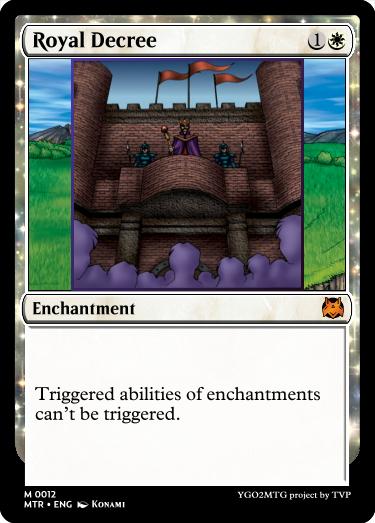 Royal Decree 1
Enchantment
Triggered abilities of enchantments
can't be triggered.
M 0012
MTR • ENG Konami
YGO2MTG project by TVP